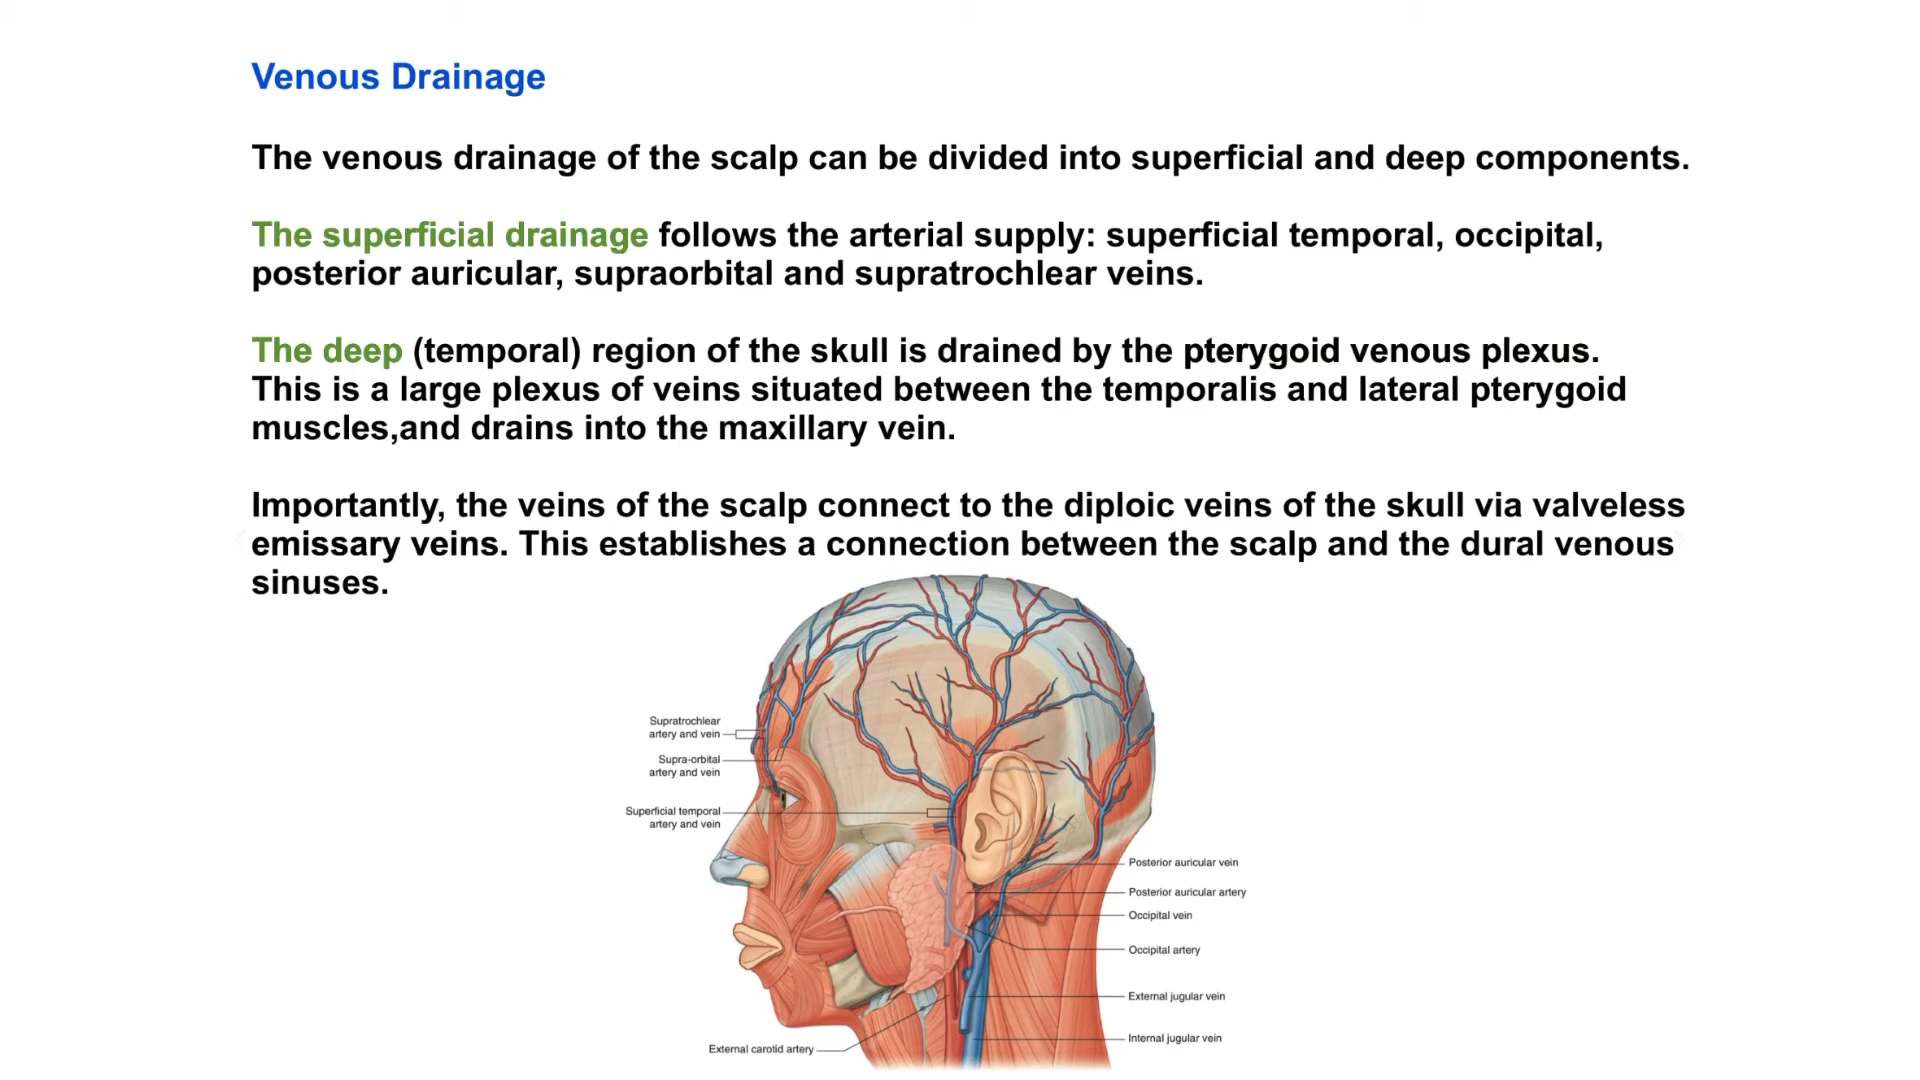 Venous Drainage
The venous drainage of the scalp can be divided into superficial and deep components.
The superficial drainage follows the arterial supply: superficial temporal, occipital,
posterior auricular, supraorbital and supratrochlear veins.
The deep (temporal) region of the skull is drained by the pterygoid venous plexus.
This is a large plexus of veins situated between the temporalis and lateral pterygoid
muscles,and drains into the maxillary vein.
Importantly, the veins of the scalp connect to the diploic veins of the skull via valveless
emissary veins. This establishes a connection between the scalp and the dural venous
sinuses.
Supratrochlear
artery and vein
Supra-orbital
artery and vein
Superficial temporal
artery and vein
Posterior auricular vein
Posterior auricular artery
Occipital vein
Occipital artery
External jugular vein
Internal jugular vein
External carotid artery